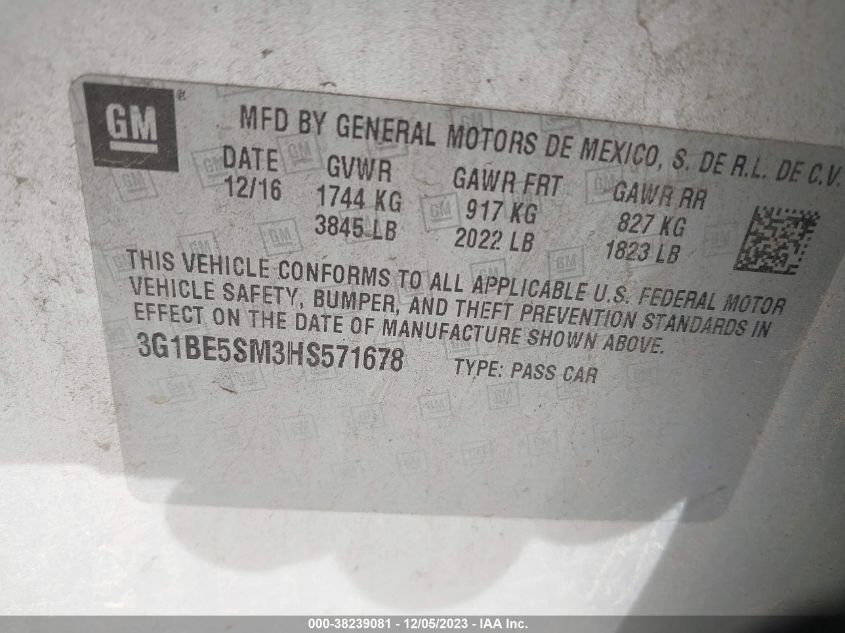 GM ®
MFD BY GENERAL MOTORS DE MEXICO, S. DE R.L. DE C.V.
DATE GVWR GAWR FRT GAWR RR
12/16 1744 KG 917 KG 827 KG
3845 LB 2022 LB 1823 LB
THIS VEHICLE CONFORMS TO ALL APPLICABLE U.S. FEDERAL MOTOR
VEHICLE SAFETY, BUMPER, AND THEFT PREVENTION STANDARDS IN
EFFECT ON THE DATE OF MANUFACTURE SHOWN ABOVE.
3G1BE5SM3HS571678 TYPE: PASS CAR
000-38239081 - 12/05/2023 - IAA Inc.